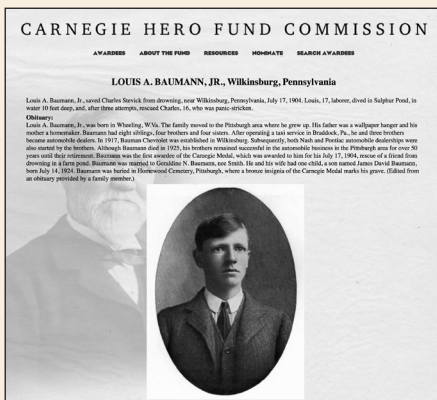 CARNEGIE HERO FUND COMMISSION
AWARDEES ABOUT THE FUND RESOURCES NOMINATE SEARCH AWARDEES
LOUIS A. BAUMANN, JR., Wilkinsburg, Pennsylvania
Louis A. Baumann, Jr., saved Charles Stevick from drowning, near Wilkinsburg, Pennsylvania, July 17, 1904. Louis, 17, laborer, dived in Sulphur Pond, in
water 10 feet deep, and, after three attempts, rescued Charles, 16, who was panic-stricken.
Obituary:
Louis A. Baumann, Jr., was born in Wheeling, W.Va. The family moved to the Pittsburgh area where he grew up. His father was a wallpaper hanger and his
mother a homemaker. Baumann had eight siblings, four brothers and four sisters. After operating a taxi service in Braddock, Pa., he and three brothers
became automobile dealers. In 1917, Bauman Chevrolet was established in Wilkinsburg. Subsequently, both Nash and Pontiac automobile dealerships were
also started by the brothers. Although Baumann died in 1925, his brothers remained successful in the automobile business in the Pittsburgh area for over 50
years until their retirement. Baumann was the first awardee of the Carnegie Medal, which was awarded to him for his July 17, 1904, rescue of a friend from
drowning in a farm pond. Baumann was married to Geraldine N. Baumann, nee Smith. He and his wife had one child, a son named James David Baumann,
born July 14, 1924. Baumann was buried in Homewood Cemetery, Pittsburgh, where a bronze insignia of the Carnegie Medal marks his grave. (Edited from
an obituary provided by a family member.)